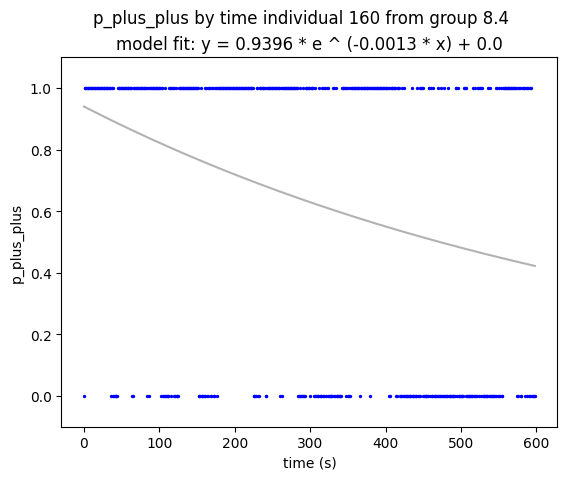 p_plus_plus by time individual 160 from group 8.4
model fit: y = 0.9396 * e ^ (-0.0013 * x) + 0.0
1.0
0.8
0.6
0.4
0.2
0.0
p_plus_plus
0 100 200 300 400 500 600
time (s)